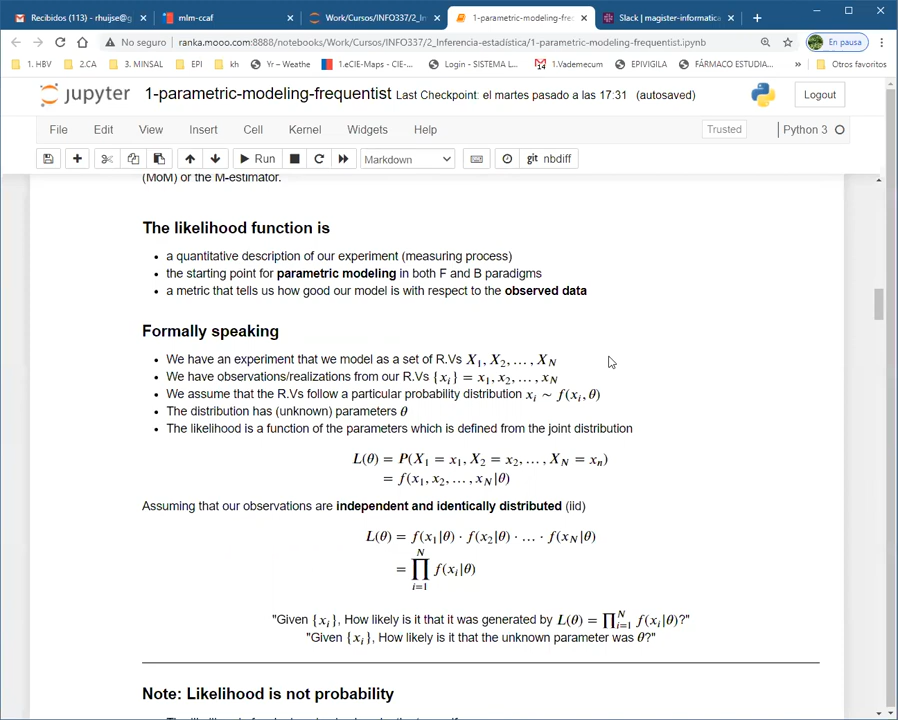 Recibidos (113) - rhuijse@g
mlm-ccaf
Work/Cursos/INFO337/2_In
1-parametric-modeling-fre
Slack | magister-informatica
No seguro
ranka.mooo.com:8888/notebooks/Work/Cursos/INFO337/2_Inferencia-estadística/1-parametric-modeling-frequentist.ipynb
En pausa
1. HBV
2.CA
3. MINSAL
EPI
kh
Yr – Weathe
1.eCIE-Maps - CIE-...
Login - SISTEMA L...
1.Vademecum
EPIVIGILA
FÁRMACO ESTUDIA...
»
Otros favoritos
jupyter
1-parametric-modeling-frequentist Last Checkpoint: el martes pasado a las 17:31 (autosaved)
Logout
File Edit View Insert Cell Kernel Widgets Help
Trusted
Python 3
Run
Markdown
git nbdiff
(MoM) or the M-estimator.
The likelihood function is
• a quantitative description of our experiment (measuring process)
• the starting point for parametric modeling in both F and B paradigms
• a metric that tells us how good our model is with respect to the observed data
Formally speaking
• We have an experiment that we model as a set of R.Vs X₁, X₂, … , X_N
• We have observations/realizations from our R.Vs {xᵢ} = x₁, x₂, … , x_N
• We assume that the R.Vs follow a particular probability distribution xᵢ ∼ f(xᵢ, θ)
• The distribution has (unknown) parameters θ
• The likelihood is a function of the parameters which is defined from the joint distribution
L(θ) = P(X₁ = x₁, X₂ = x₂, … , X_N = xₙ)
= f(x₁, x₂, … , x_N|θ)
Assuming that our observations are independent and identically distributed (iid)
L(θ) = f(x₁|θ) · f(x₂|θ) · … · f(x_N|θ)
= ∏_{i=1}^{N} f(xᵢ|θ)
"Given {xᵢ}, How likely is it that it was generated by L(θ) = ∏_{i=1}^{N} f(xᵢ|θ)?"
"Given {xᵢ}, How likely is it that the unknown parameter was θ?"
Note: Likelihood is not probability